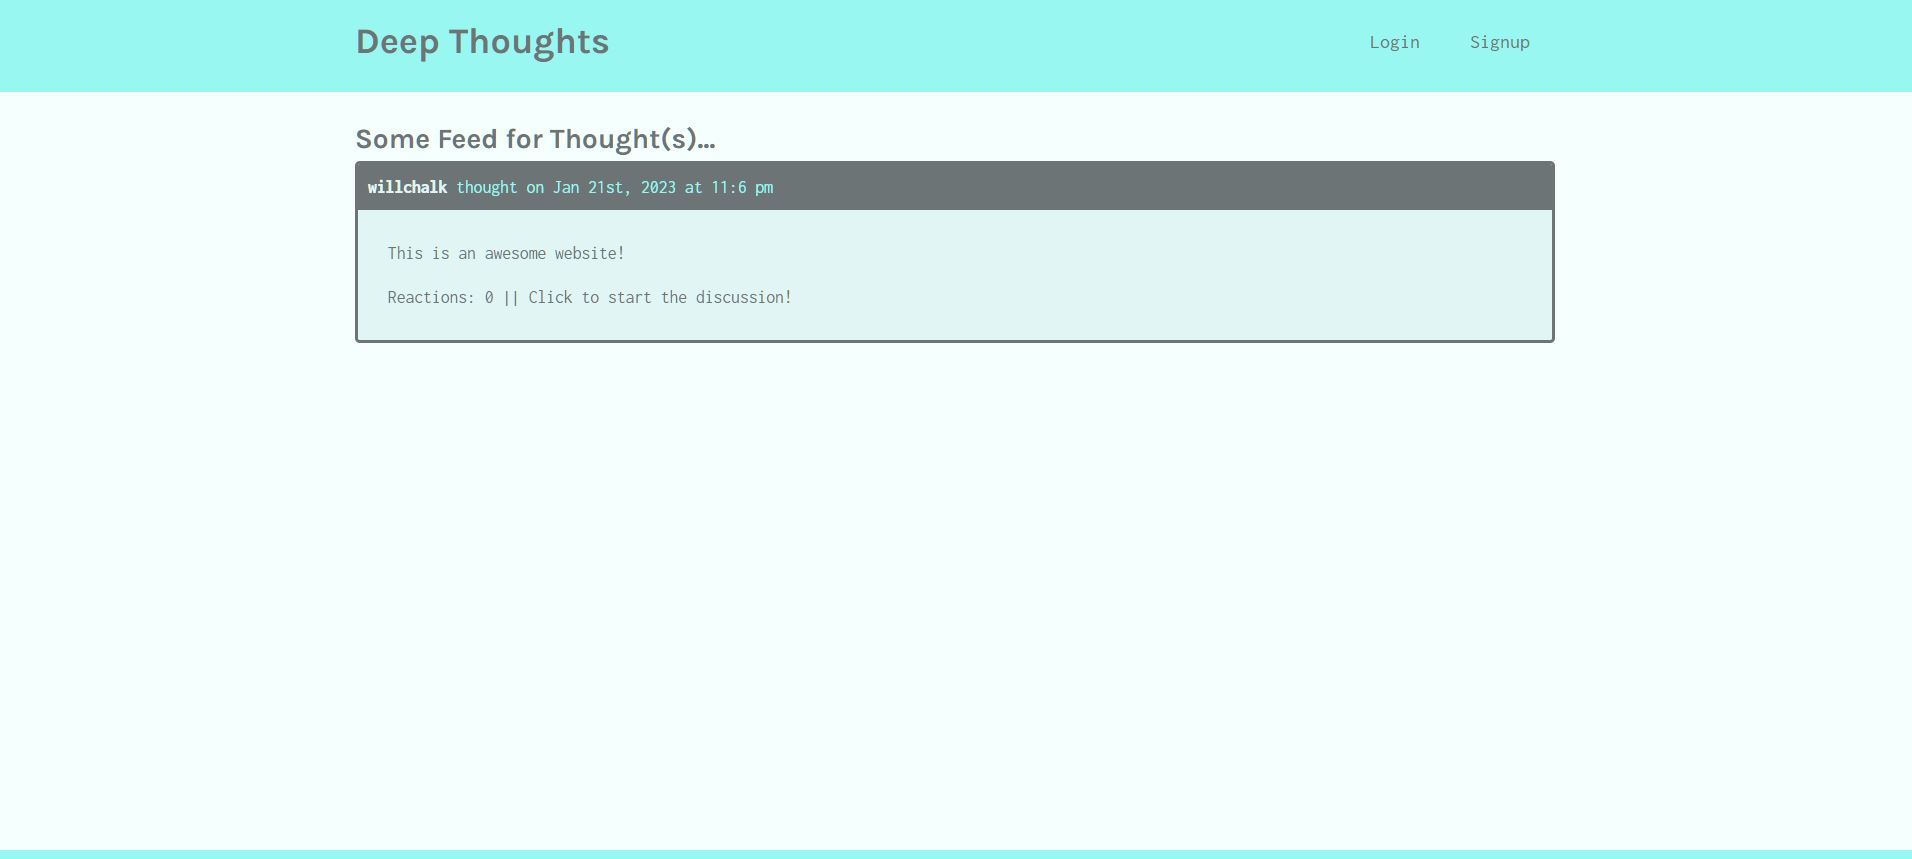 Deep Thoughts
Login
Signup
Some Feed for Thought(s)...
willchalk thought on Jan 21st, 2023 at 11:6 pm
This is an awesome website!
Reactions: 0 || Click to start the discussion!